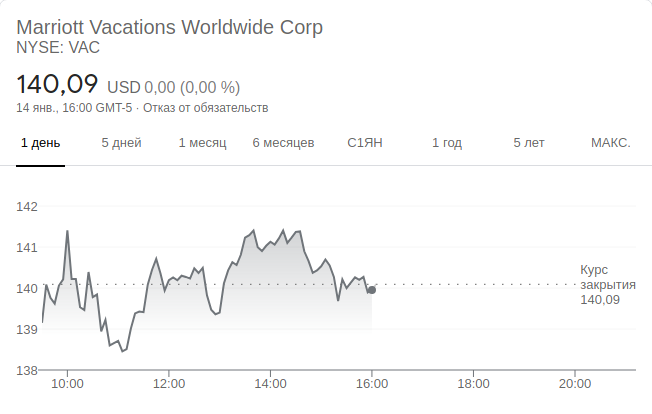 Marriott Vacations Worldwide Corp
NYSE: VAC
140,09 USD 0,00 (0,00 %)
14 янв., 16:00 GMT-5 · Отказ от обязательств
1 день 5 дней 1 месяц 6 месяцев С1ЯН 1 год 5 лет МАКС.
142
141
140
139
138
Курс
закрытия
140,09
10:00 12:00 14:00 16:00 18:00 20:00